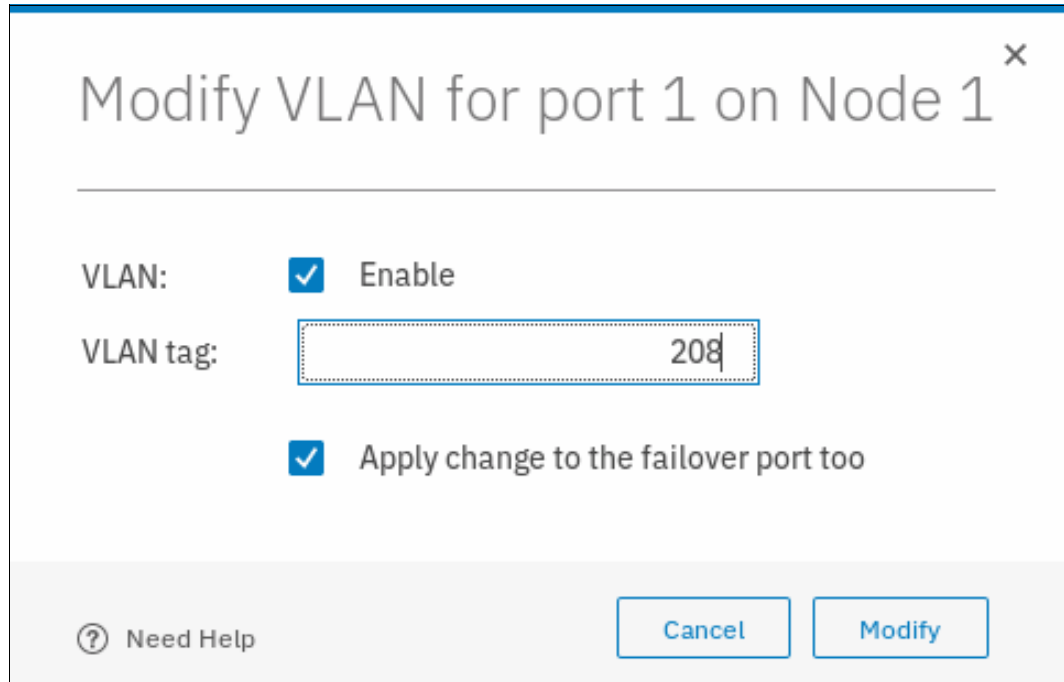 Modify VLAN for port 1 on Node 1
VLAN: Enable
VLAN tag: 208
Apply change to the failover port too
Need Help Cancel Modify